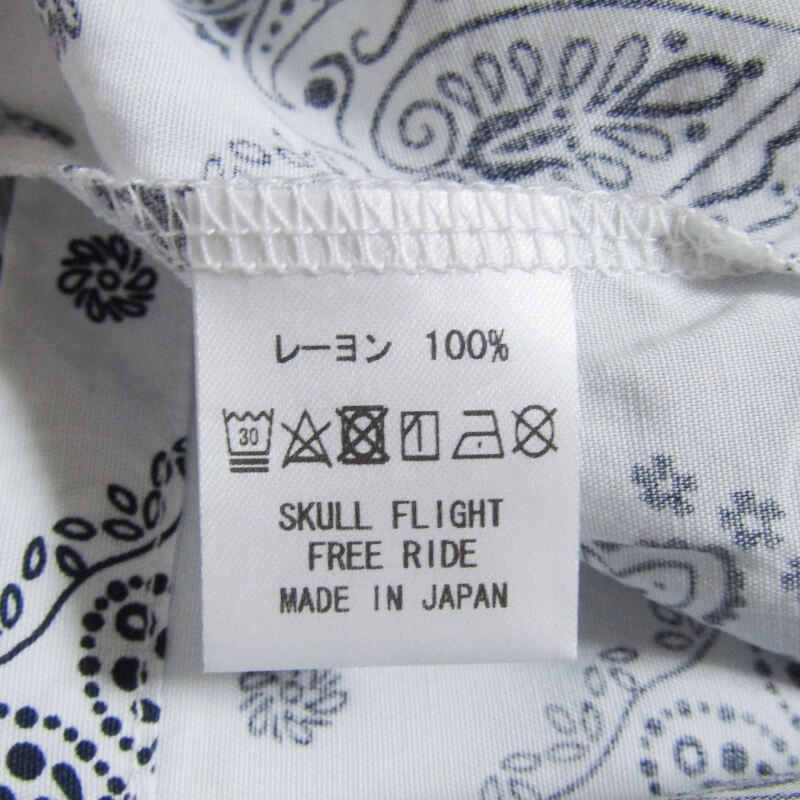 レーヨン 100%
30
SKULL FLIGHT
FREE RIDE
MADE IN JAPAN